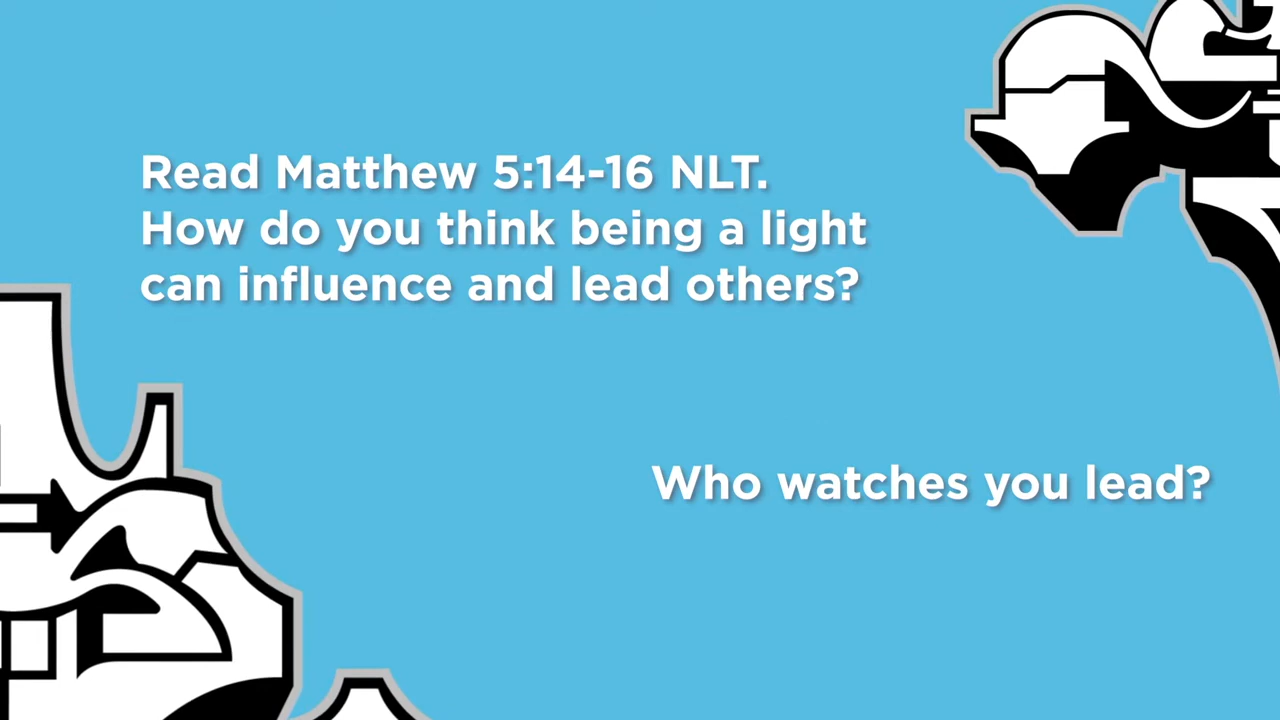 Read Matthew 5:14-16 NLT.
How do you think being a light
can influence and lead others?
Who watches you lead?